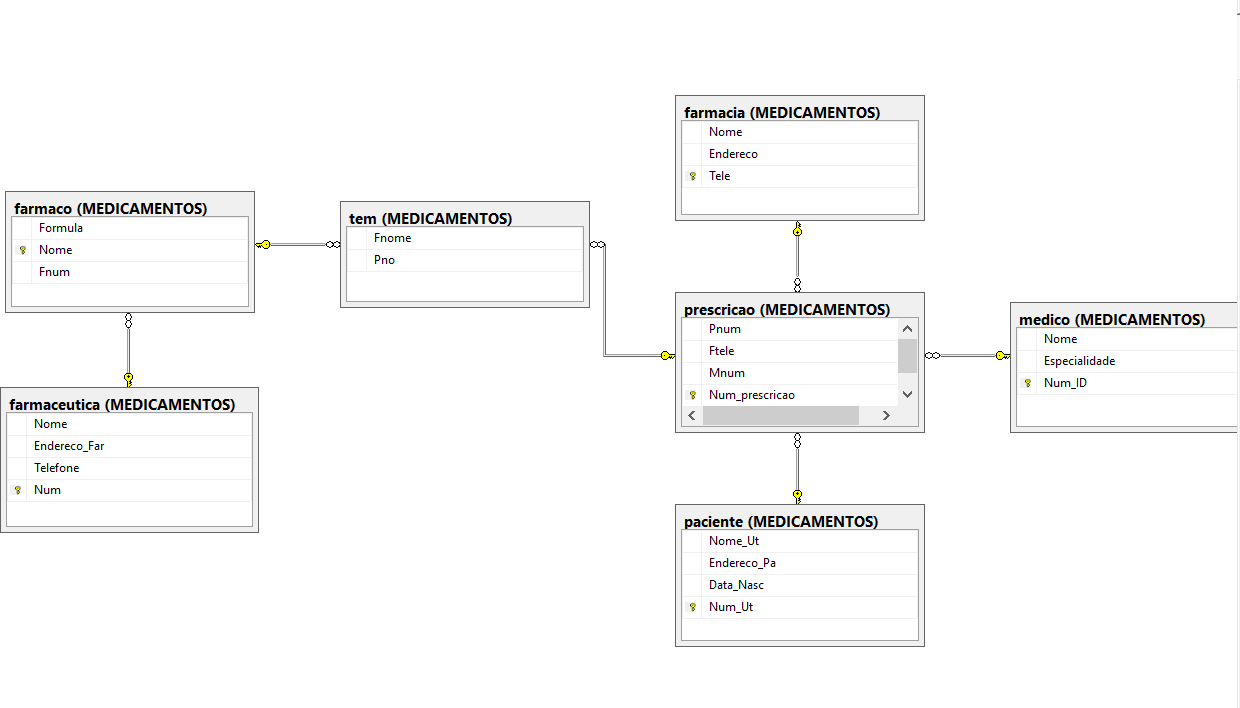 farmacia (MEDICAMENTOS)
Nome
Endereco
Tele
farmaco (MEDICAMENTOS)
Formula
Nome
Fnum
tem (MEDICAMENTOS)
Fnome
Pno
prescricao (MEDICAMENTOS)
Pnum
Ftele
Mnum
Num_prescricao
medico (MEDICAMENTOS)
Nome
Especialidade
Num_ID
farmaceutica (MEDICAMENTOS)
Nome
Endereco_Far
Telefone
Num
paciente (MEDICAMENTOS)
Nome_Ut
Endereco_Pa
Data_Nasc
Num_Ut